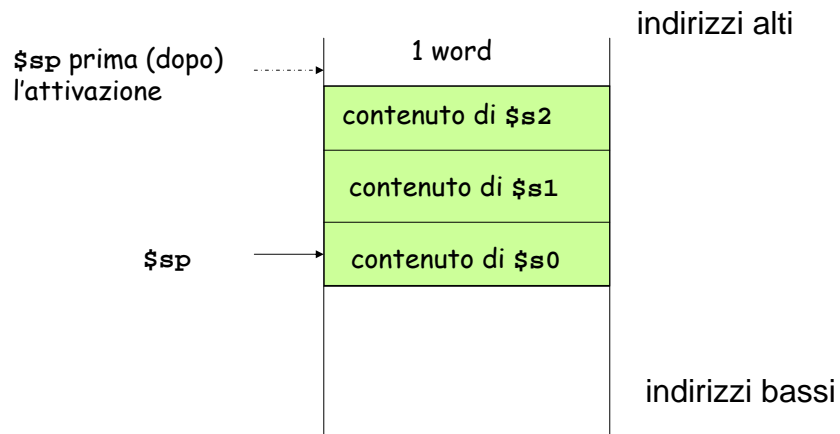 indirizzi alti
$sp prima (dopo)
l'attivazione
1 word
contenuto di $s2
contenuto di $s1
$sp
contenuto di $s0
indirizzi bassi